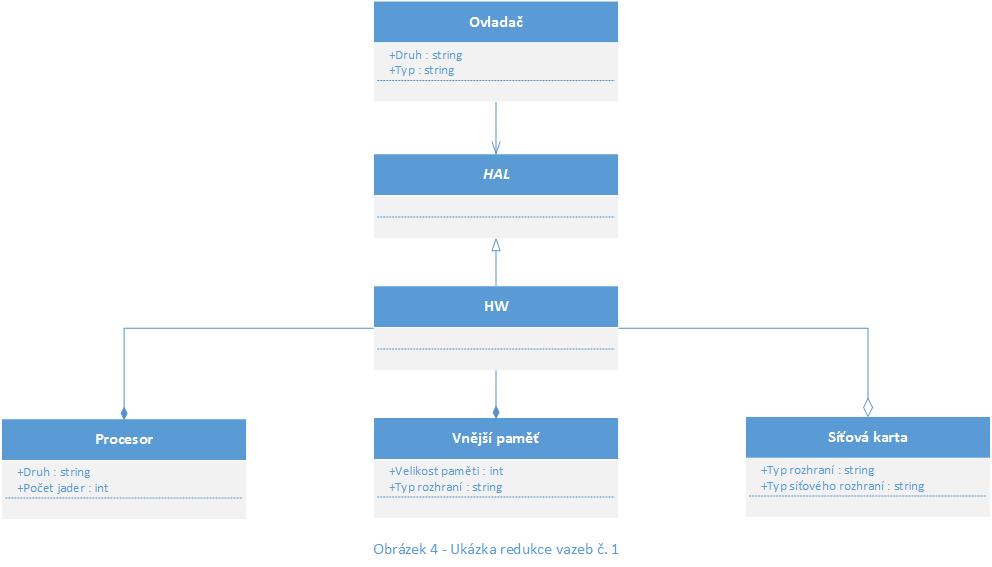 Ovladač
+Druh : string
+Typ : string
HAL
HW
Procesor
+Druh : string
+Počet jader : int
Vnější paměť
+Velikost paměti : int
+Typ rozhraní : string
Síťová karta
+Typ rozhraní : string
+Typ síťového rozhraní : string
Obrázek 4 - Ukázka redukce vazeb č. 1